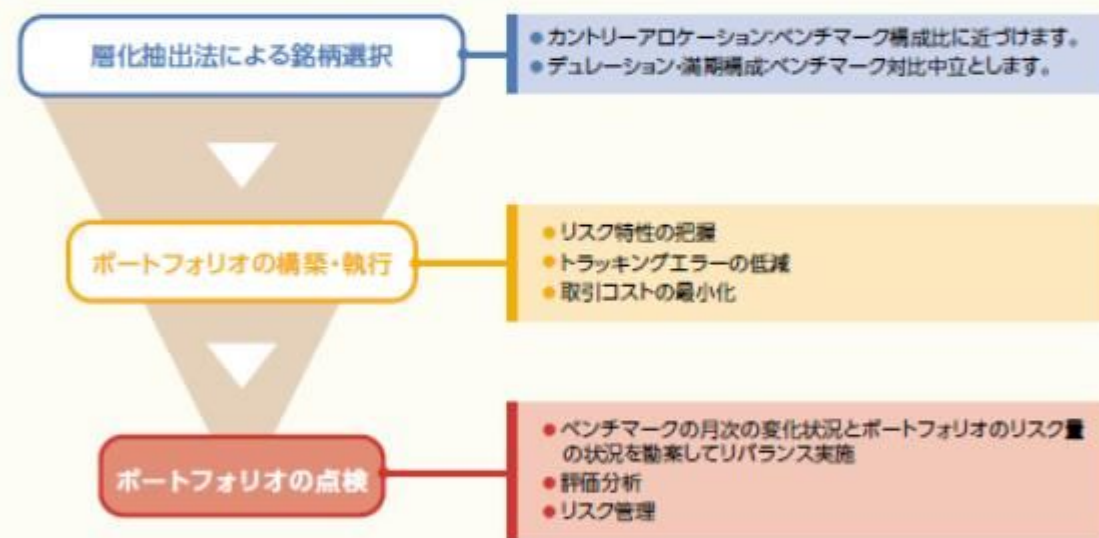 層化抽出法による銘柄選択
●カントリーアロケーション:ベンチマーク構成比に近づけます。
●デュレーション・満期構成:ベンチマーク対比中立とします。
ポートフォリオの構築・執行
●リスク特性の把握
●トラッキングエラーの低減
●取引コストの最小化
ポートフォリオの点検
●ベンチマークの月次の変化状況とポートフォリオのリスク量
の状況を勘案してリバランス実施
●評価分析
●リスク管理